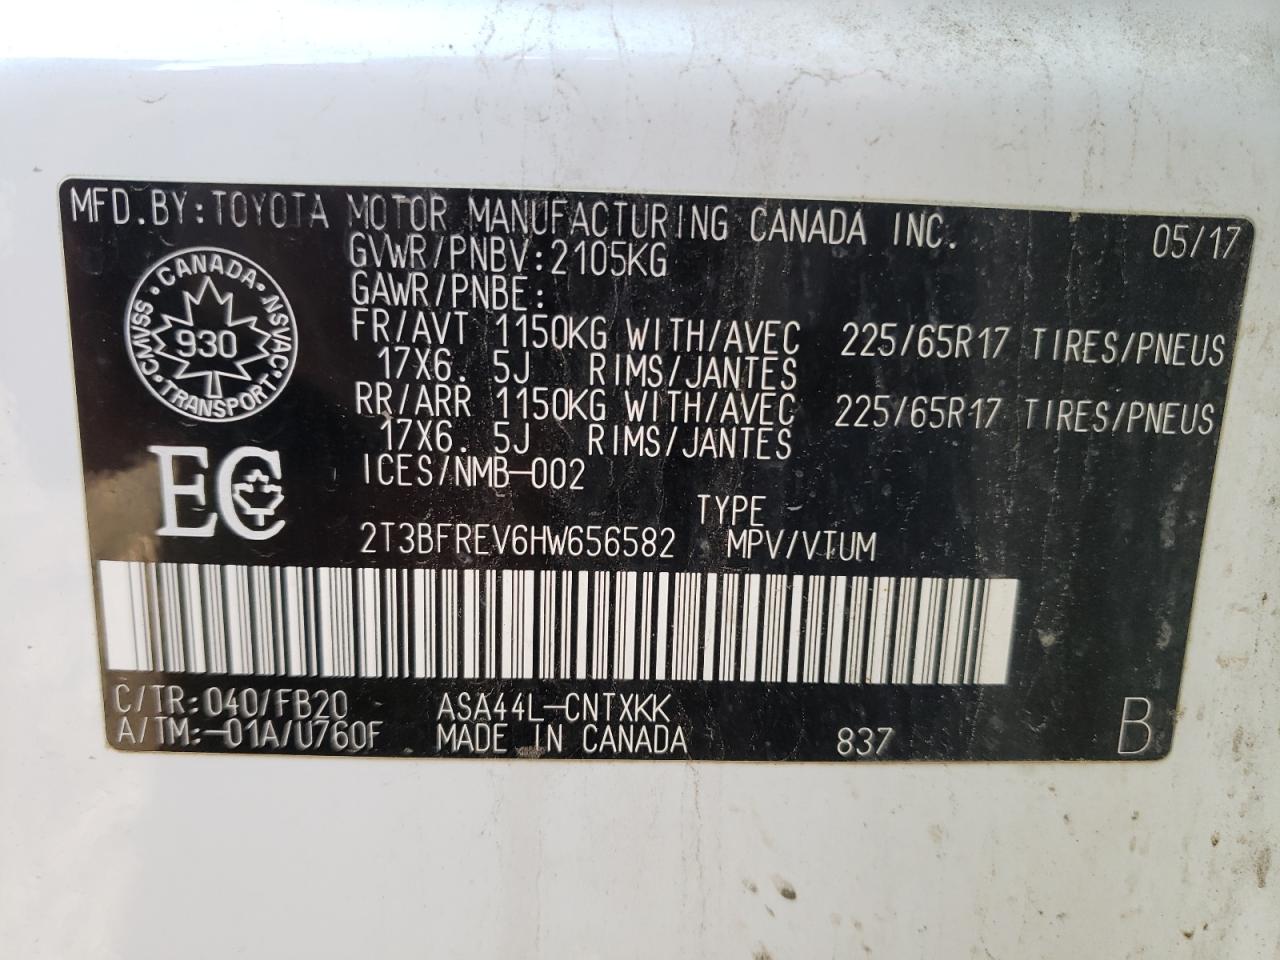 MFD.BY:TOYOTA MOTOR MANUFACTURING CANADA INC. 05/17
GVWR/PNBV:2105KG
GAWR/PNBE:
FR/AVT 1150KG WITH/AVEC 225/65R17 TIRES/PNEUS
17X6. 5J RIMS/JANTES
RR/ARR 1150KG WITH/AVEC 225/65R17 TIRES/PNEUS
17X6. 5J RIMS/JANTES
ICES/NMB-002
CANADA • NSVAC • TRANSPORT • CMVSS •
930
EC
TYPE
2T3BFREV6HW656582 MPV/VTUM
C/TR:040/FB20 ASA44L-CNTXKK
A/TM:-01A/U760F MADE IN CANADA 837 B